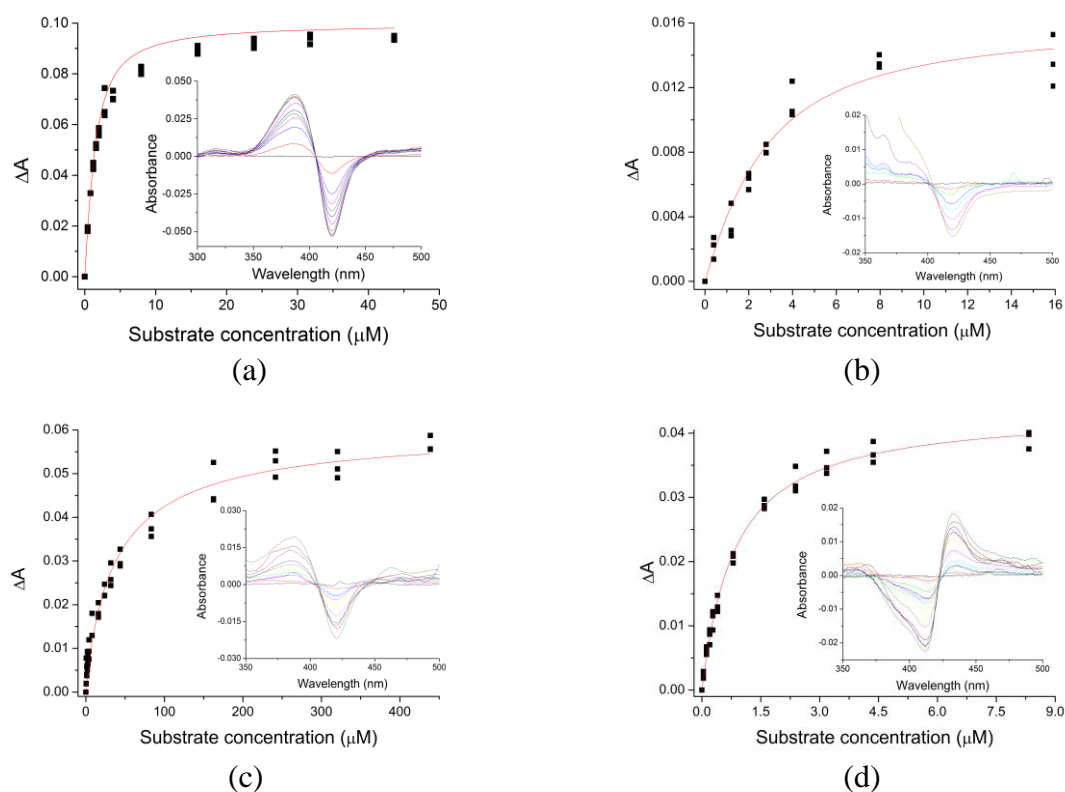 0.10
0.08
0.06
0.04
0.02
0.00
ΔA
0 10 20 30 40 50
Substrate concentration (μM)
0.050
0.025
0.000
-0.025
-0.050
Absorbance
300 350 400 450 500
Wavelength (nm)
(a)
0.016
0.012
0.008
0.004
0.000
ΔA
0 2 4 6 8 10 12 14 16
Substrate concentration (μM)
0.02
0.01
0.00
-0.01
-0.02
Absorbance
350 400 450 500
Wavelength (nm)
(b)
0.06
0.05
0.04
0.03
0.02
0.01
0.00
ΔA
0 100 200 300 400
Substrate concentration (μM)
0.030
0.015
0.000
-0.015
-0.030
Absorbance
350 400 450 500
Wavelength (nm)
(c)
0.04
0.03
0.02
0.01
0.00
ΔA
0.0 1.5 3.0 4.5 6.0 7.5 9.0
Substrate concentration (μM)
0.02
0.01
0.00
-0.01
-0.02
Absorbance
350 400 450 500
Wavelength (nm)
(d)